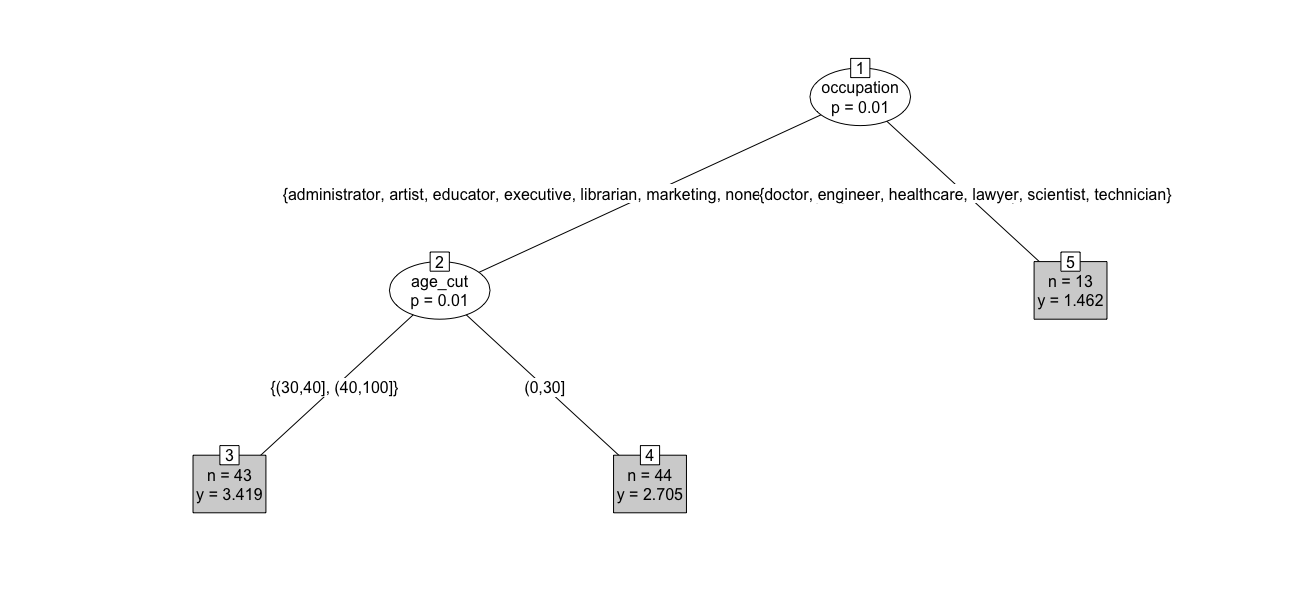 1
occupation
p = 0.01
{administrator, artist, educator, executive, librarian, marketing, none
{doctor, engineer, healthcare, lawyer, scientist, technician}
2
age_cut
p = 0.01
5
n = 13
y = 1.462
{(30,40], (40,100]}
(0,30]
3
n = 43
y = 3.419
4
n = 44
y = 2.705